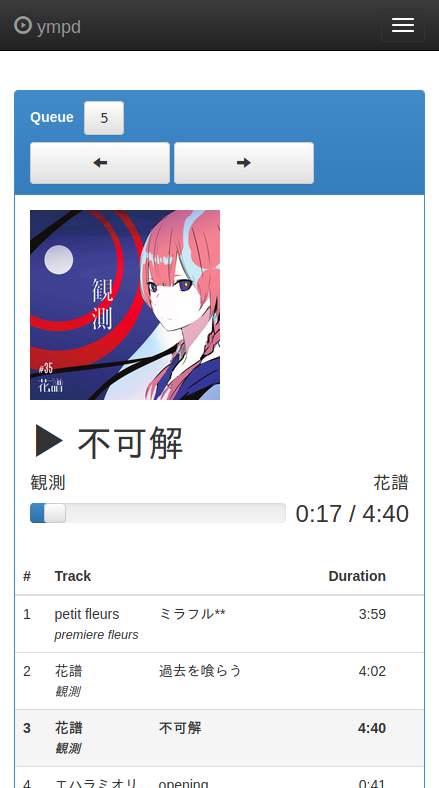 ympd
Queue 5
観測
#35
花譜
不可解
観測 花譜
0:17 / 4:40
# Track Duration
1 petit fleurs ミラフル** 3:59
premiere fleurs
2 花譜 過去を喰らう 4:02
観測
3 花譜 不可解 4:40
観測
4 エハラミオリ opening 0:41